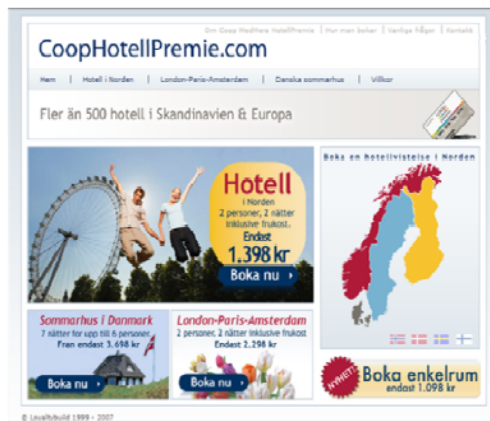 Om Coop MedMera HotellPremie | Hur man bokar | Vanliga frågor | Kontakt
CoopHotellPremie.com
Hem | Hotell i Norden | London-Paris-Amsterdam | Danska sommarhus | Villkor
Fler än 500 hotell i Skandinavien & Europa
Hotell
i Norden
2 personer, 2 nätter
inklusive frukost.
Endast
1.398 kr
Boka nu
Boka en hotellvistelse i Norden
Sommarhus i Danmark
7 nätter for upp till 6 personer
Fran endast 3.698 kr
Boka nu
London-Paris-Amsterdam
2 personer, 2 nätter inklusive frukost
Endast 2.298 kr
Boka nu
NYHET!
Boka enkelrum
endast 1.098 kr
© Loyaltybuild 1999 - 2007